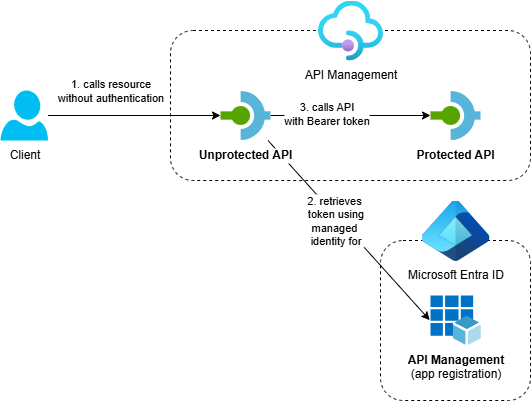 API Management
1. calls resource
without authentication
3. calls API
with Bearer token
Client
Unprotected API
Protected API
2. retrieves
token using
managed
identity for
Microsoft Entra ID
API Management
(app registration)